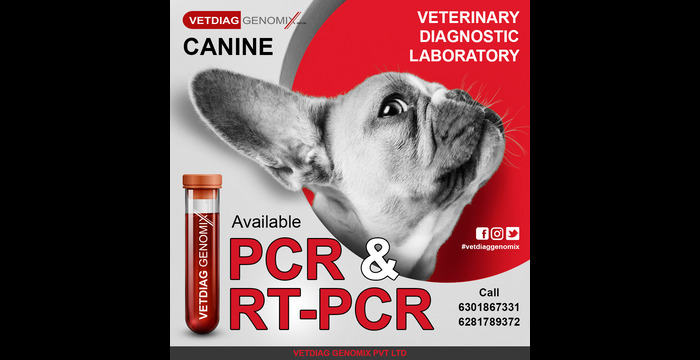 VETDIAG GENOMIX
CANINE
VETERINARY
DIAGNOSTIC
LABORATORY
VETDIAG GENOMIX
Available
PCR &
RT-PCR
#vetdiaggenomix
Call
6301867331
6281789372
VETDIAG GENOMIX PVT LTD